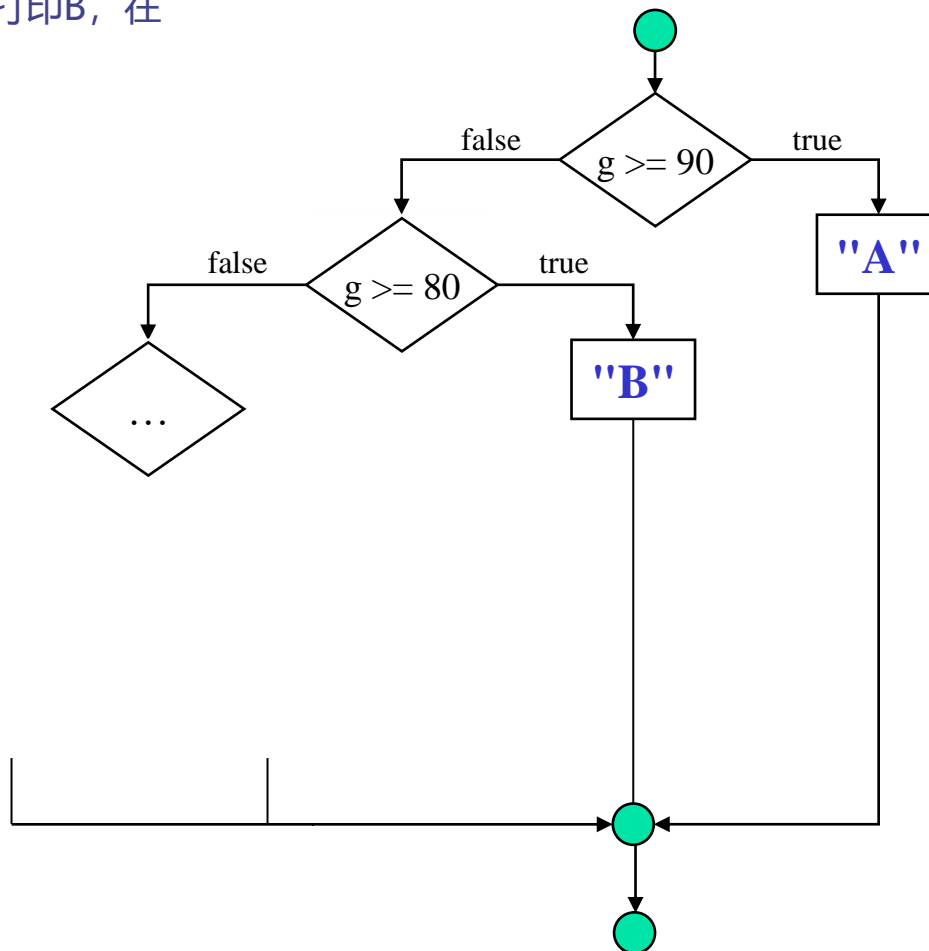 打印B，在
false
true
g >= 90
"A"
false
true
g >= 80
"B"
…